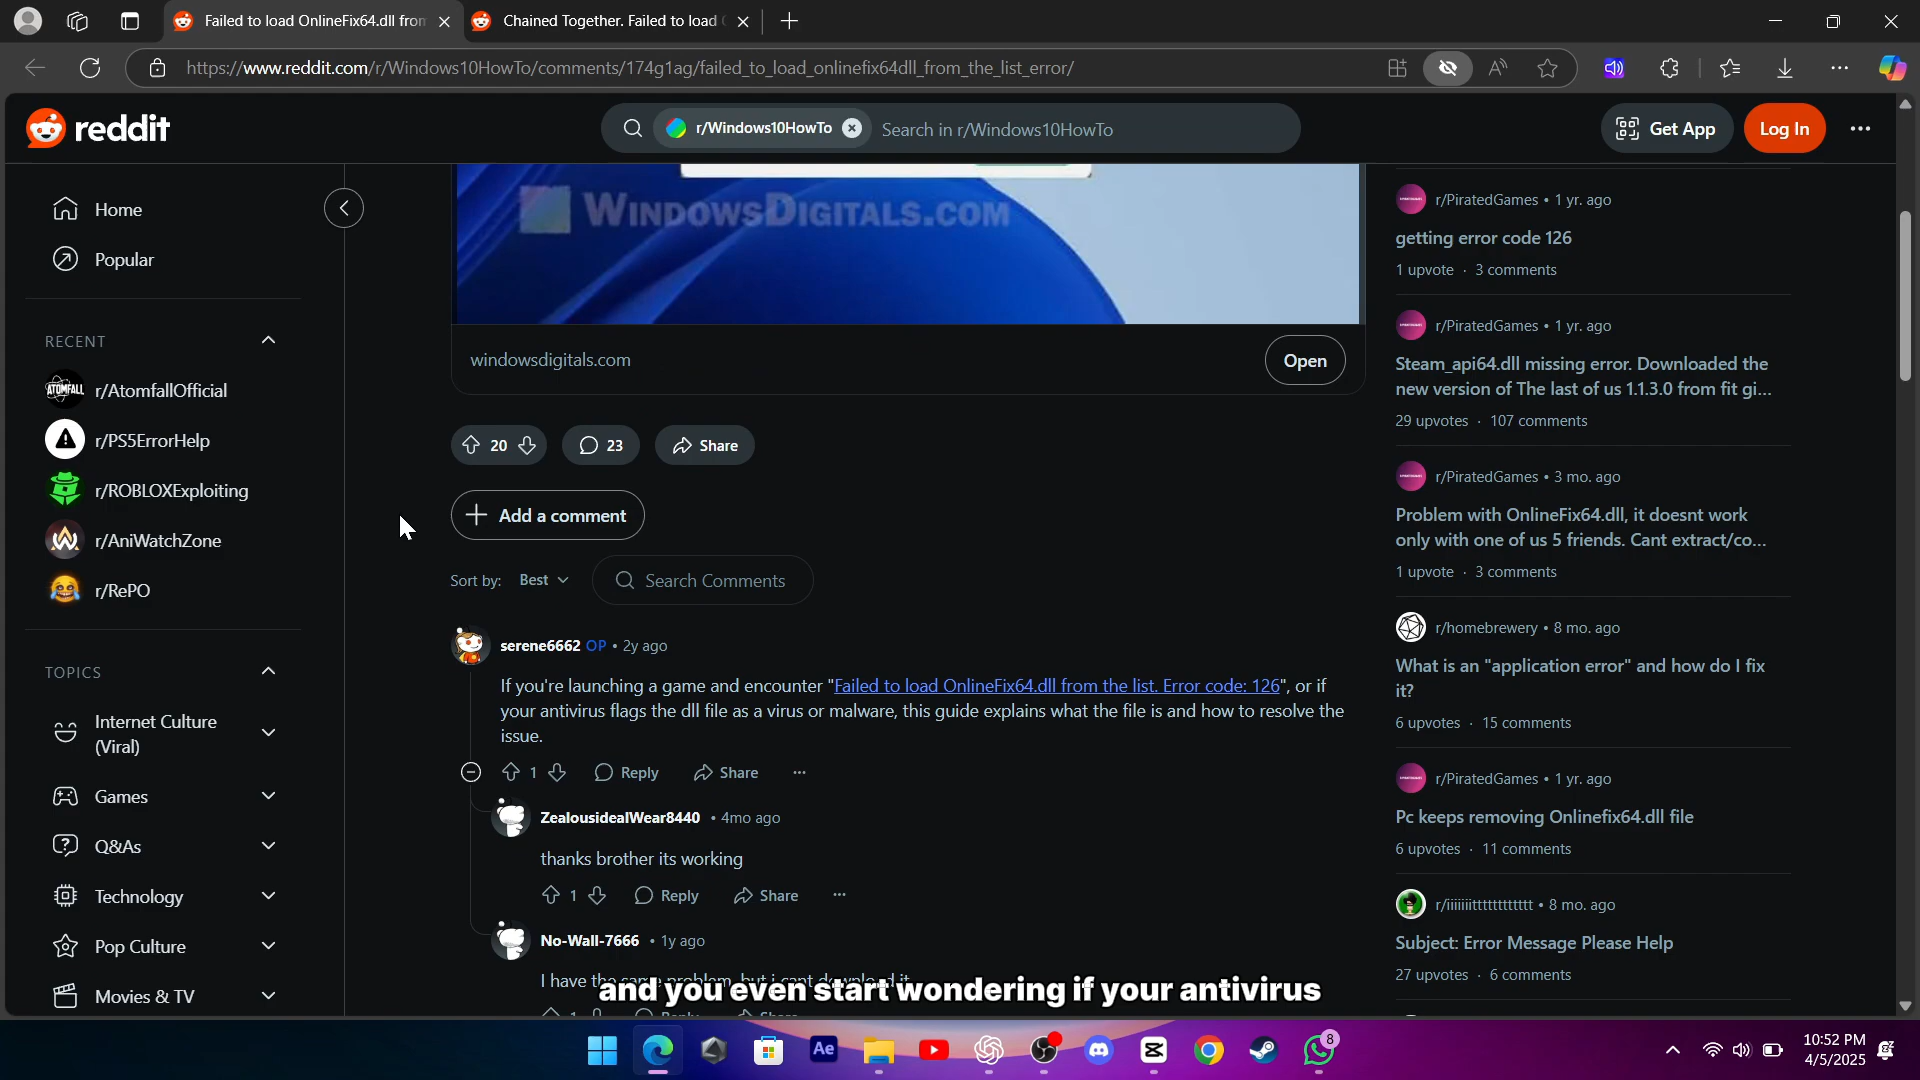 Failed to load OnlineFix64.dll from
Chained Together. Failed to load
https://www.reddit.com/r/Windows10HowTo/comments/174g1ag/failed_to_load_onlinefix64dll_from_the_list_error/
reddit
r/Windows10HowTo
Search in r/Windows10HowTo
Get App
Log In
Home
Popular
RECENT
r/AtomfallOfficial
r/PS5ErrorHelp
r/ROBLOXExploiting
r/AniWatchZone
r/RePO
TOPICS
Internet Culture
(Viral)
Games
Q&As
Technology
Pop Culture
Movies & TV
WINDOWSDIGITALS.COM
windowsdigitals.com
Open
20
23
Share
Add a comment
Sort by: Best
Search Comments
serene6662 OP • 2y ago
If you're launching a game and encounter "Failed to load OnlineFix64.dll from the list. Error code: 126", or if
your antivirus flags the dll file as a virus or malware, this guide explains what the file is and how to resolve the
issue.
1 Reply Share
ZealousidealWear8440 • 4mo ago
thanks brother its working
1 Reply Share
No-Wall-7666 • 1y ago
I have the same problem but i cant download it
and you even start wondering if your antivirus
1 Reply Share
r/PiratedGames • 1 yr. ago
getting error code 126
1 upvote · 3 comments
r/PiratedGames • 1 yr. ago
Steam_api64.dll missing error. Downloaded the
new version of The last of us 1.1.3.0 from fit gi...
29 upvotes · 107 comments
r/PiratedGames • 3 mo. ago
Problem with OnlineFix64.dll, it doesnt work
only with one of us 5 friends. Cant extract/co...
1 upvote · 3 comments
r/homebrewery • 8 mo. ago
What is an "application error" and how do I fix
it?
6 upvotes · 15 comments
r/PiratedGames • 1 yr. ago
Pc keeps removing Onlinefix64.dll file
6 upvotes · 11 comments
• 8 mo. ago
Subject: Error Message Please Help
27 upvotes · 6 comments
Ae
8
10:52 PM
4/5/2025